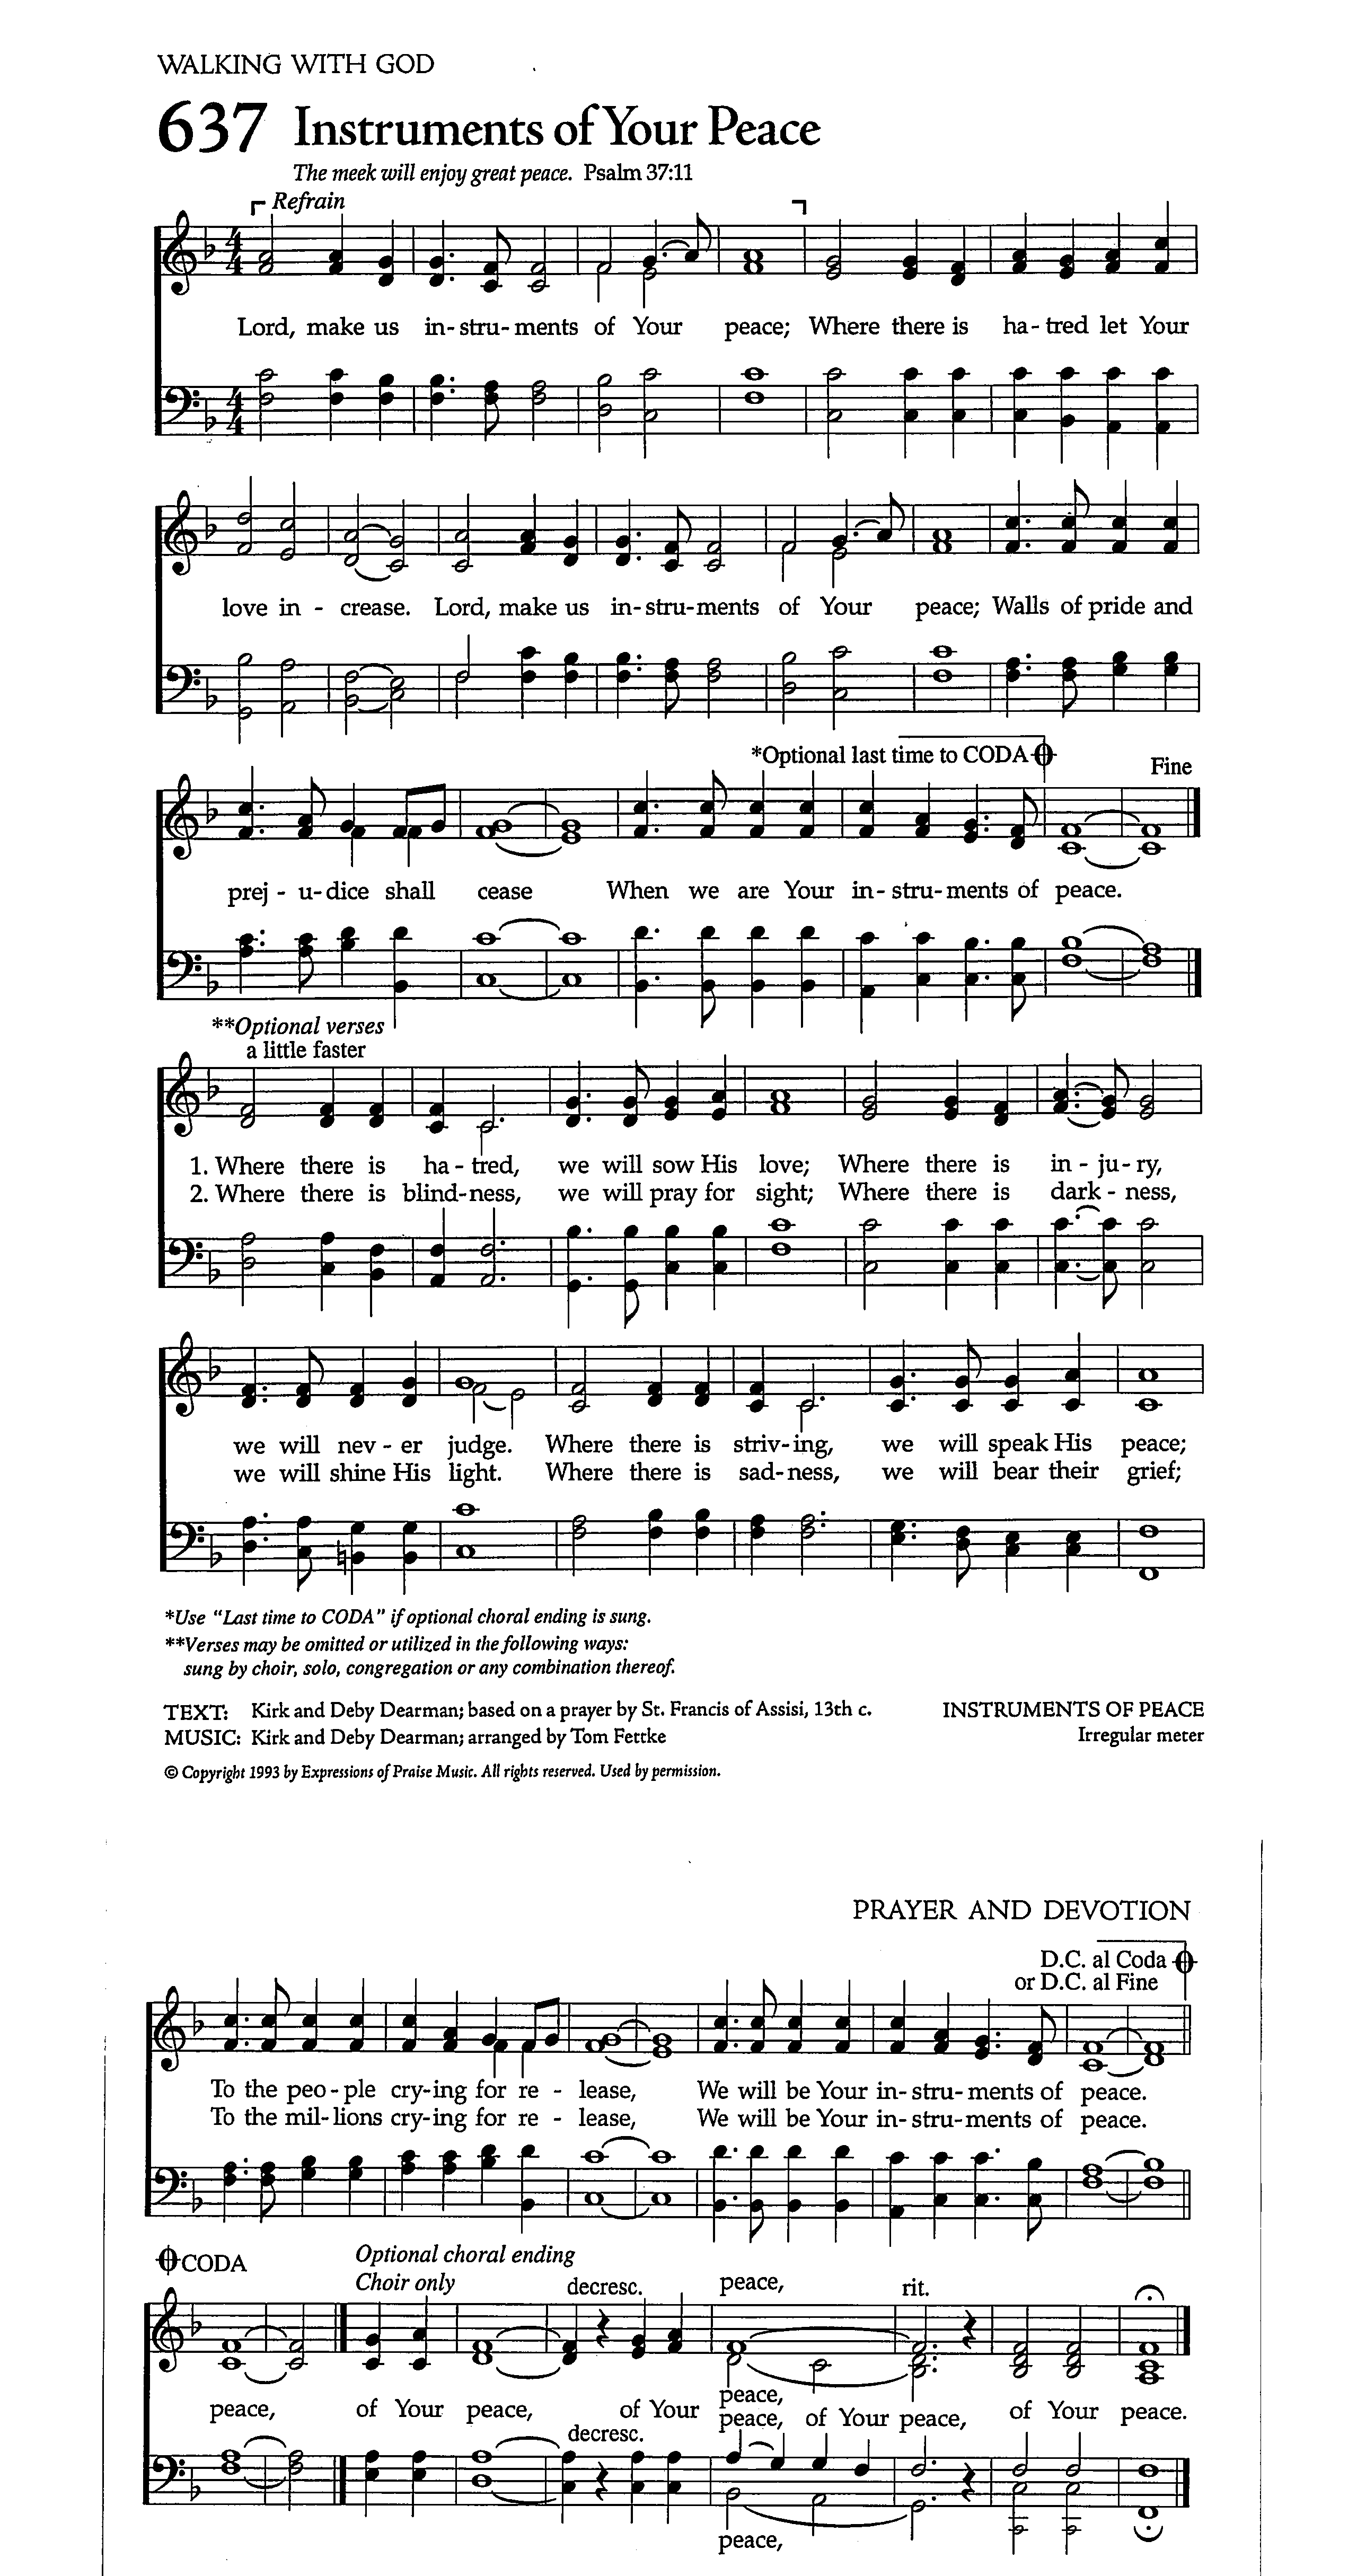 WALKING WITH GOD
637 Instruments of Your Peace
The meek will enjoy great peace. Psalm 37:11
Refrain
Lord, make us in-stru-ments of Your peace; Where there is ha-tred let Your
love in - crease. Lord, make us in-stru-ments of Your peace; Walls of pride and
*Optional last time to CODA
Fine
prej - u-dice shall cease When we are Your in-stru-ments of peace.
**Optional verses
a little faster
1. Where there is ha-tred, we will sow His love; Where there is in-ju-ry,
2. Where there is blind-ness, we will pray for sight; Where there is dark-ness,
we will nev-er judge. Where there is striv-ing, we will speak His peace;
we will shine His light. Where there is sad-ness, we will bear their grief;
*Use "Last time to CODA" if optional choral ending is sung.
**Verses may be omitted or utilized in the following ways:
sung by choir, solo, congregation or any combination thereof.
TEXT: Kirk and Deby Dearman; based on a prayer by St. Francis of Assisi, 13th c. INSTRUMENTS OF PEACE
MUSIC: Kirk and Deby Dearman; arranged by Tom Fettke Irregular meter
© Copyright 1993 by Expressions of Praise Music. All rights reserved. Used by permission.
PRAYER AND DEVOTION
D.C. al Coda
or D.C. al Fine
To the peo-ple cry-ing for re - lease, We will be Your in-stru-ments of peace.
To the mil-lions cry-ing for re - lease, We will be Your in-stru-ments of peace.
CODA
Optional choral ending
Choir only
decresc.
peace,
rit.
peace, of Your peace, of Your peace,
peace, of Your peace, of Your peace.
decresc.
peace,